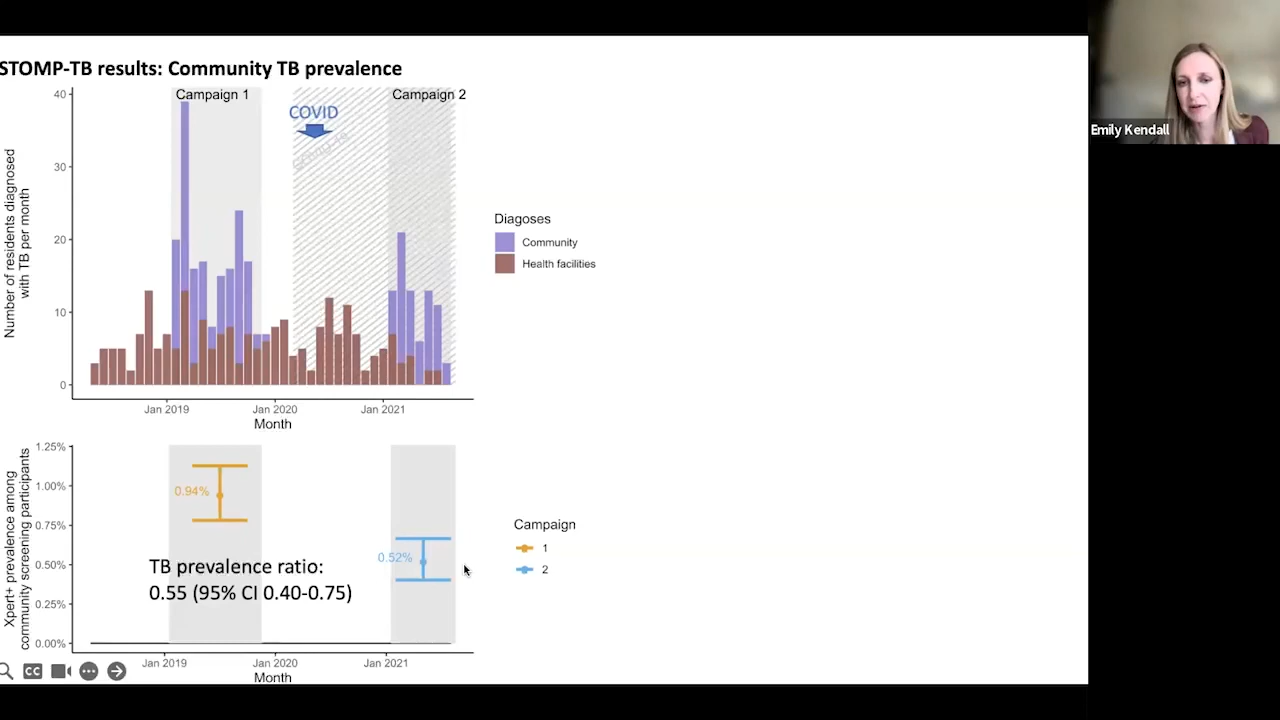 STOMP-TB results: Community TB prevalence
Campaign 1
Campaign 2
COVID
Number of residents diagnosed
with TB per month
40
30
20
10
0
Jan 2019
Jan 2020
Jan 2021
Month
Diagoses
Community
Health facilities
Xpert+ prevalence among
community screening participants
1.25%
1.00%
0.75%
0.50%
0.25%
0.00%
0.94%
0.52%
TB prevalence ratio:
0.55 (95% CI 0.40-0.75)
Jan 2019
Jan 2020
Jan 2021
Month
Campaign
1
2
CC
Emily Kendall